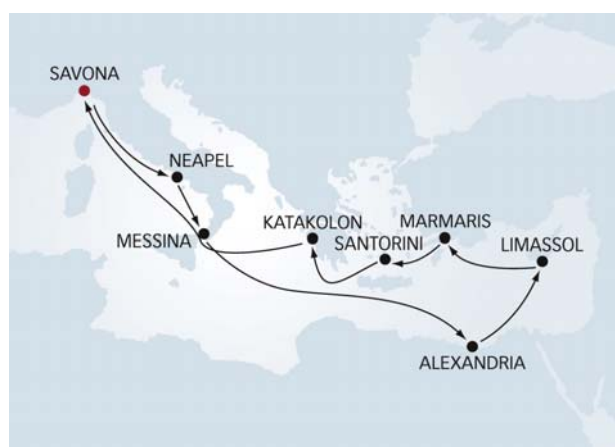 SAVONA
NEAPEL
MESSINA
KATAKOLON
SANTORINI
MARMARIS
LIMASSOL
ALEXANDRIA